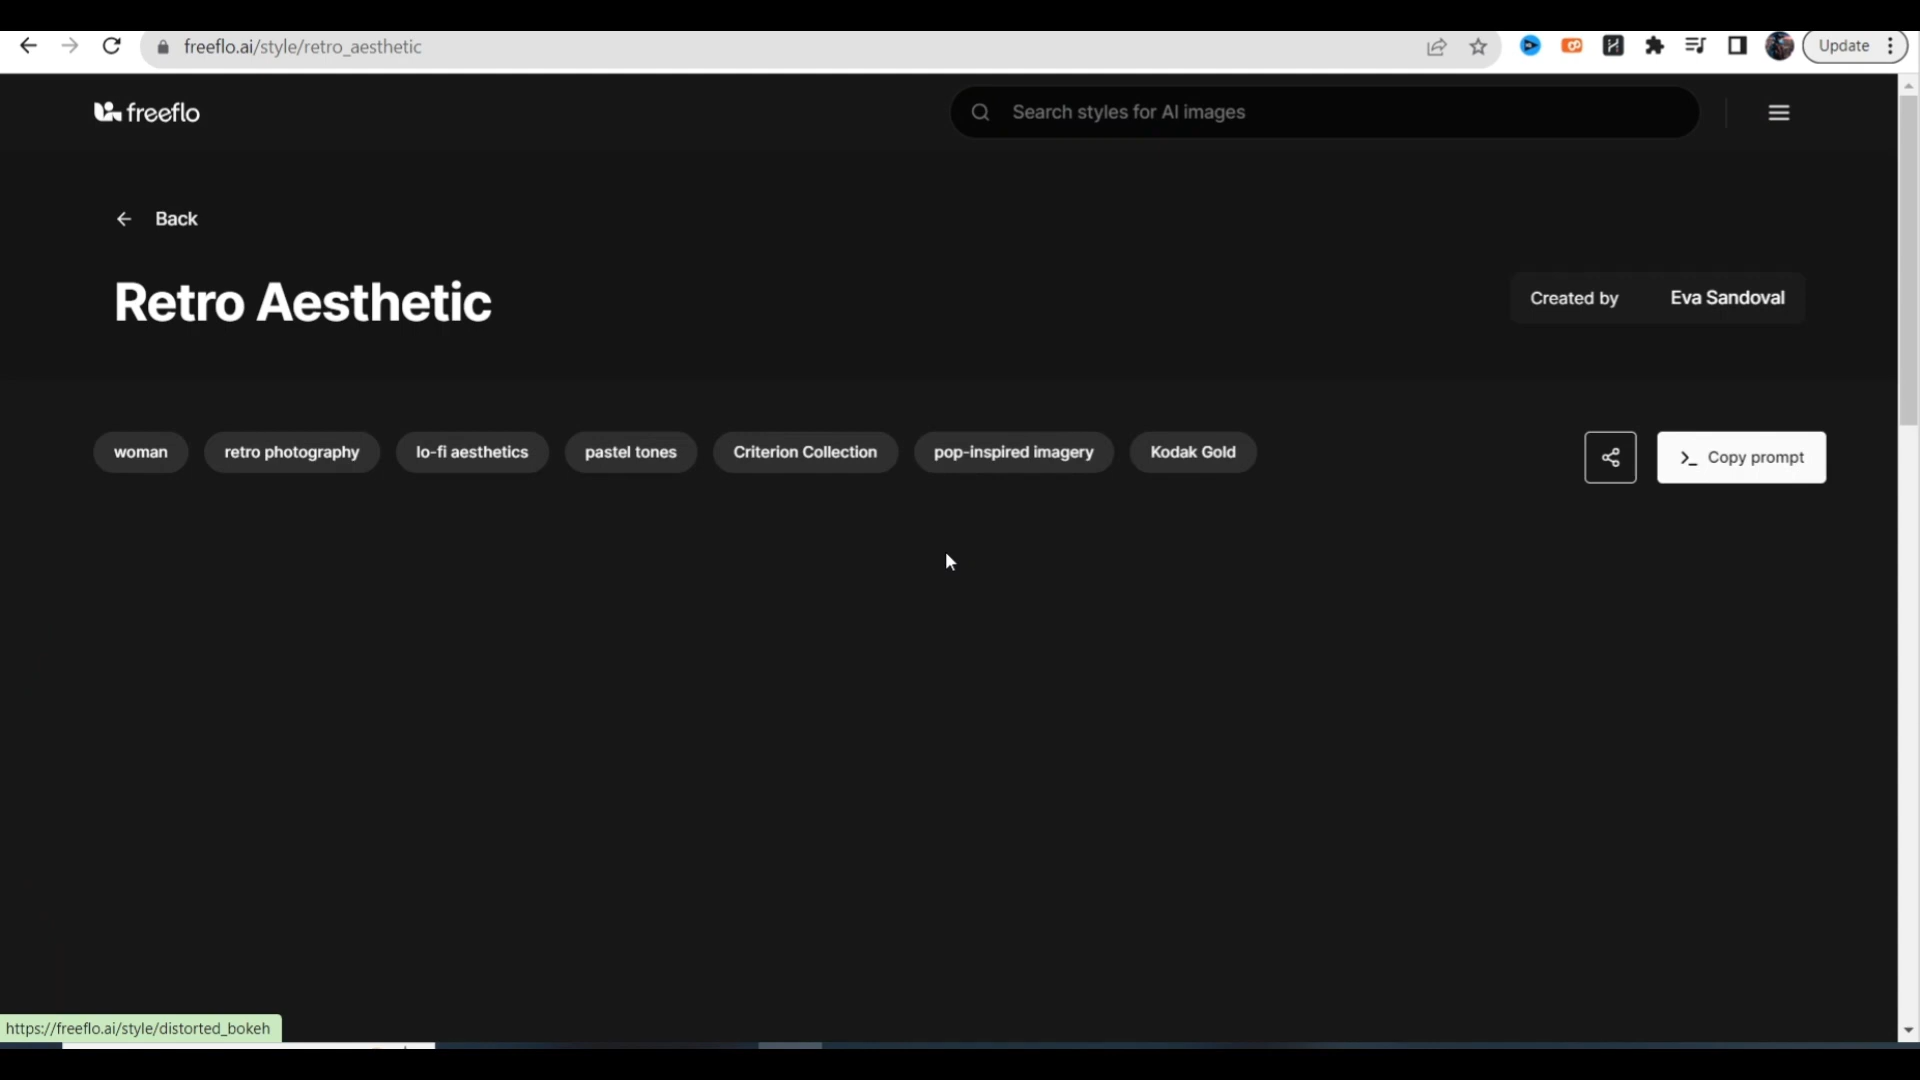 freeflo.ai/style/retro_aesthetic
Update
freeflo
Search styles for AI images
Back
Retro Aesthetic
Created by Eva Sandoval
woman retro photography lo-fi aesthetics pastel tones Criterion Collection pop-inspired imagery Kodak Gold
>_ Copy prompt
https://freeflo.ai/style/distorted_bokeh